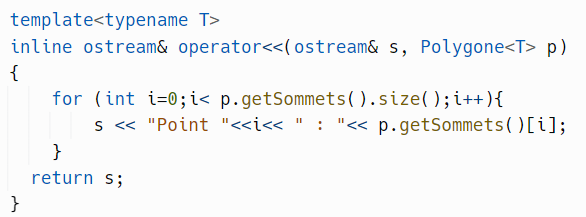 template<typename T>
inline ostream& operator<<(ostream& s, Polygone<T> p)
{
    for (int i=0;i< p.getSommets().size();i++){
        s << "Point "<<i<< " : "<< p.getSommets()[i];
    }
  return s;
}